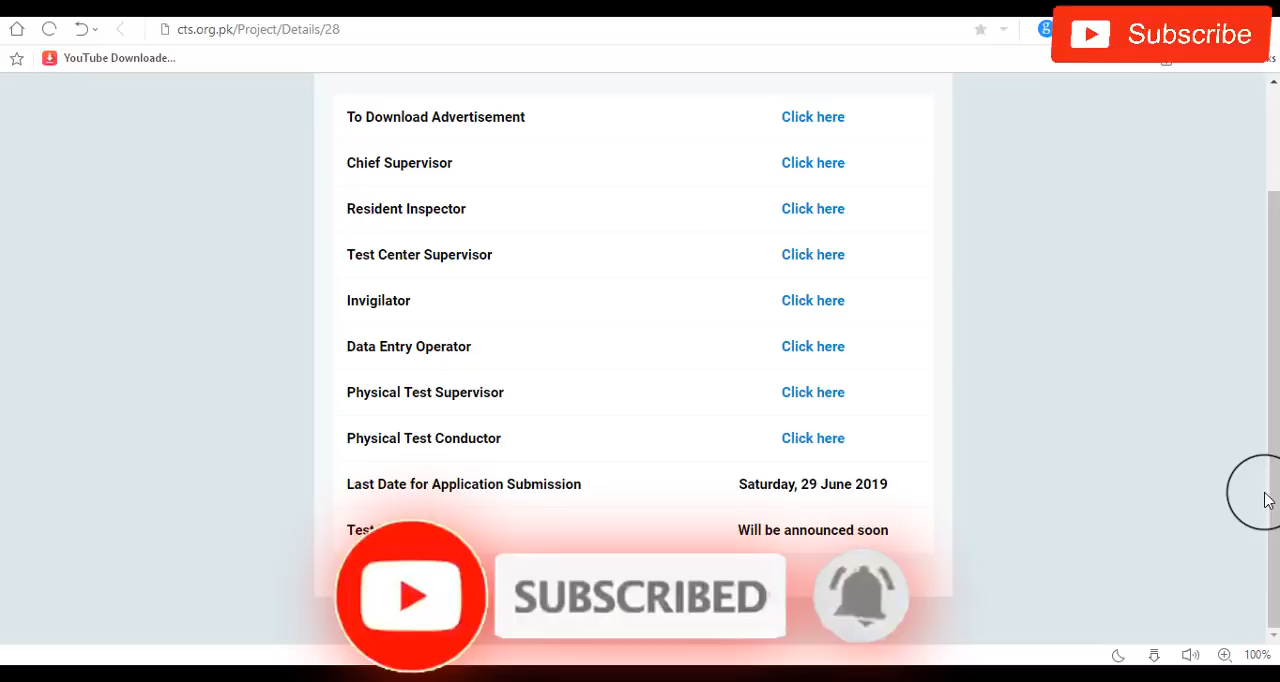 cts.org.pk/Project/Details/28
Subscribe
YouTube Downloade...
To Download Advertisement Click here
Chief Supervisor Click here
Resident Inspector Click here
Test Center Supervisor Click here
Invigilator Click here
Data Entry Operator Click here
Physical Test Supervisor Click here
Physical Test Conductor Click here
Last Date for Application Submission Saturday, 29 June 2019
Test Will be announced soon
SUBSCRIBED
100%